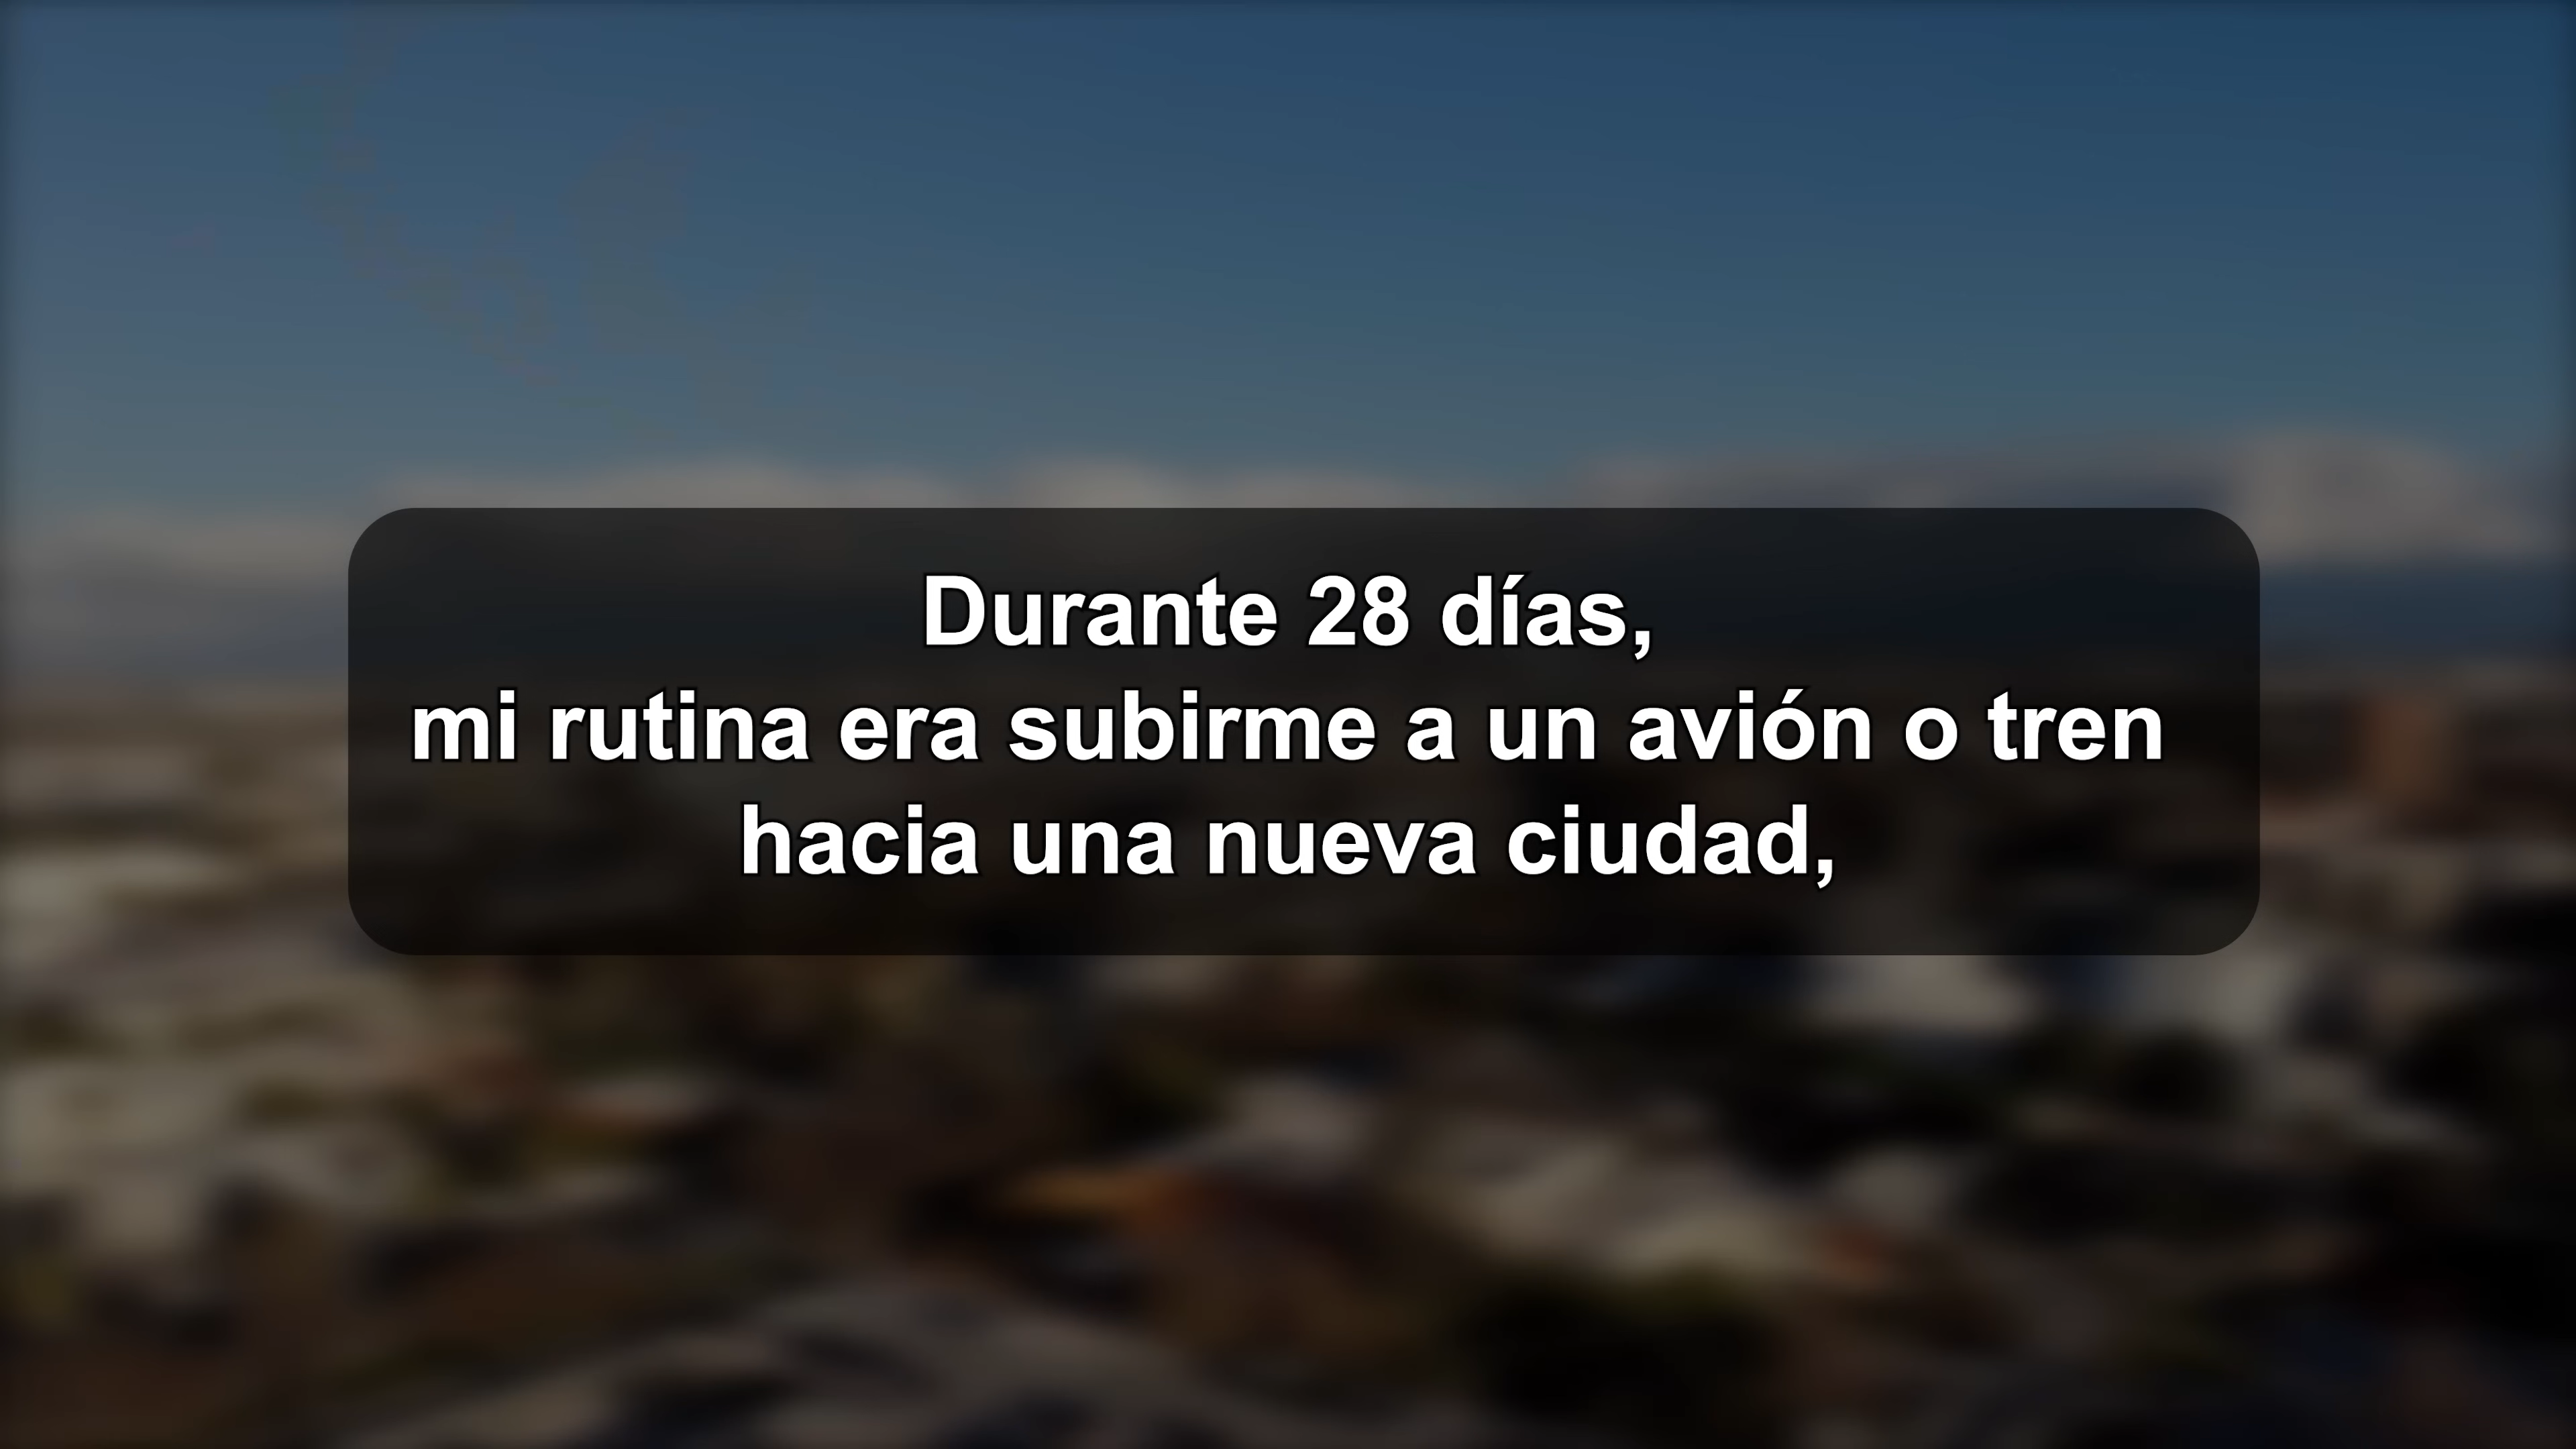 Durante 28 días,
mi rutina era subirme a un avión o tren
hacia una nueva ciudad,